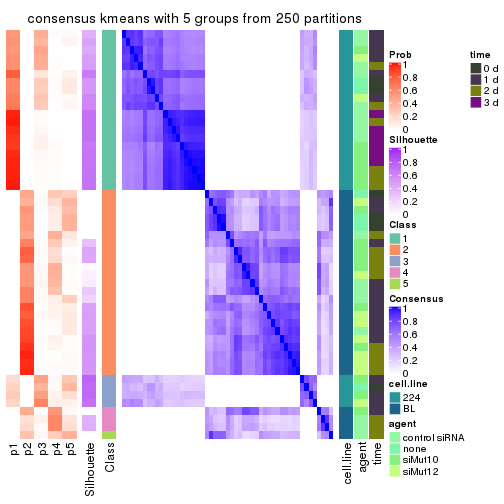 consensus kmeans with 5 groups from 250 partitions
Prob
1
0.8
0.6
0.4
0.2
0
Silhouette
1
0.8
0.6
0.4
0.2
0
Class
1
2
3
4
5
Consensus
1
0.8
0.6
0.4
0.2
0
cell.line
224
BL
agent
control siRNA
none
siMut10
siMut12
time
0 d
1 d
2 d
3 d
p1
p2
p3
p4
p5
Silhouette
Class
cell.line
agent
time